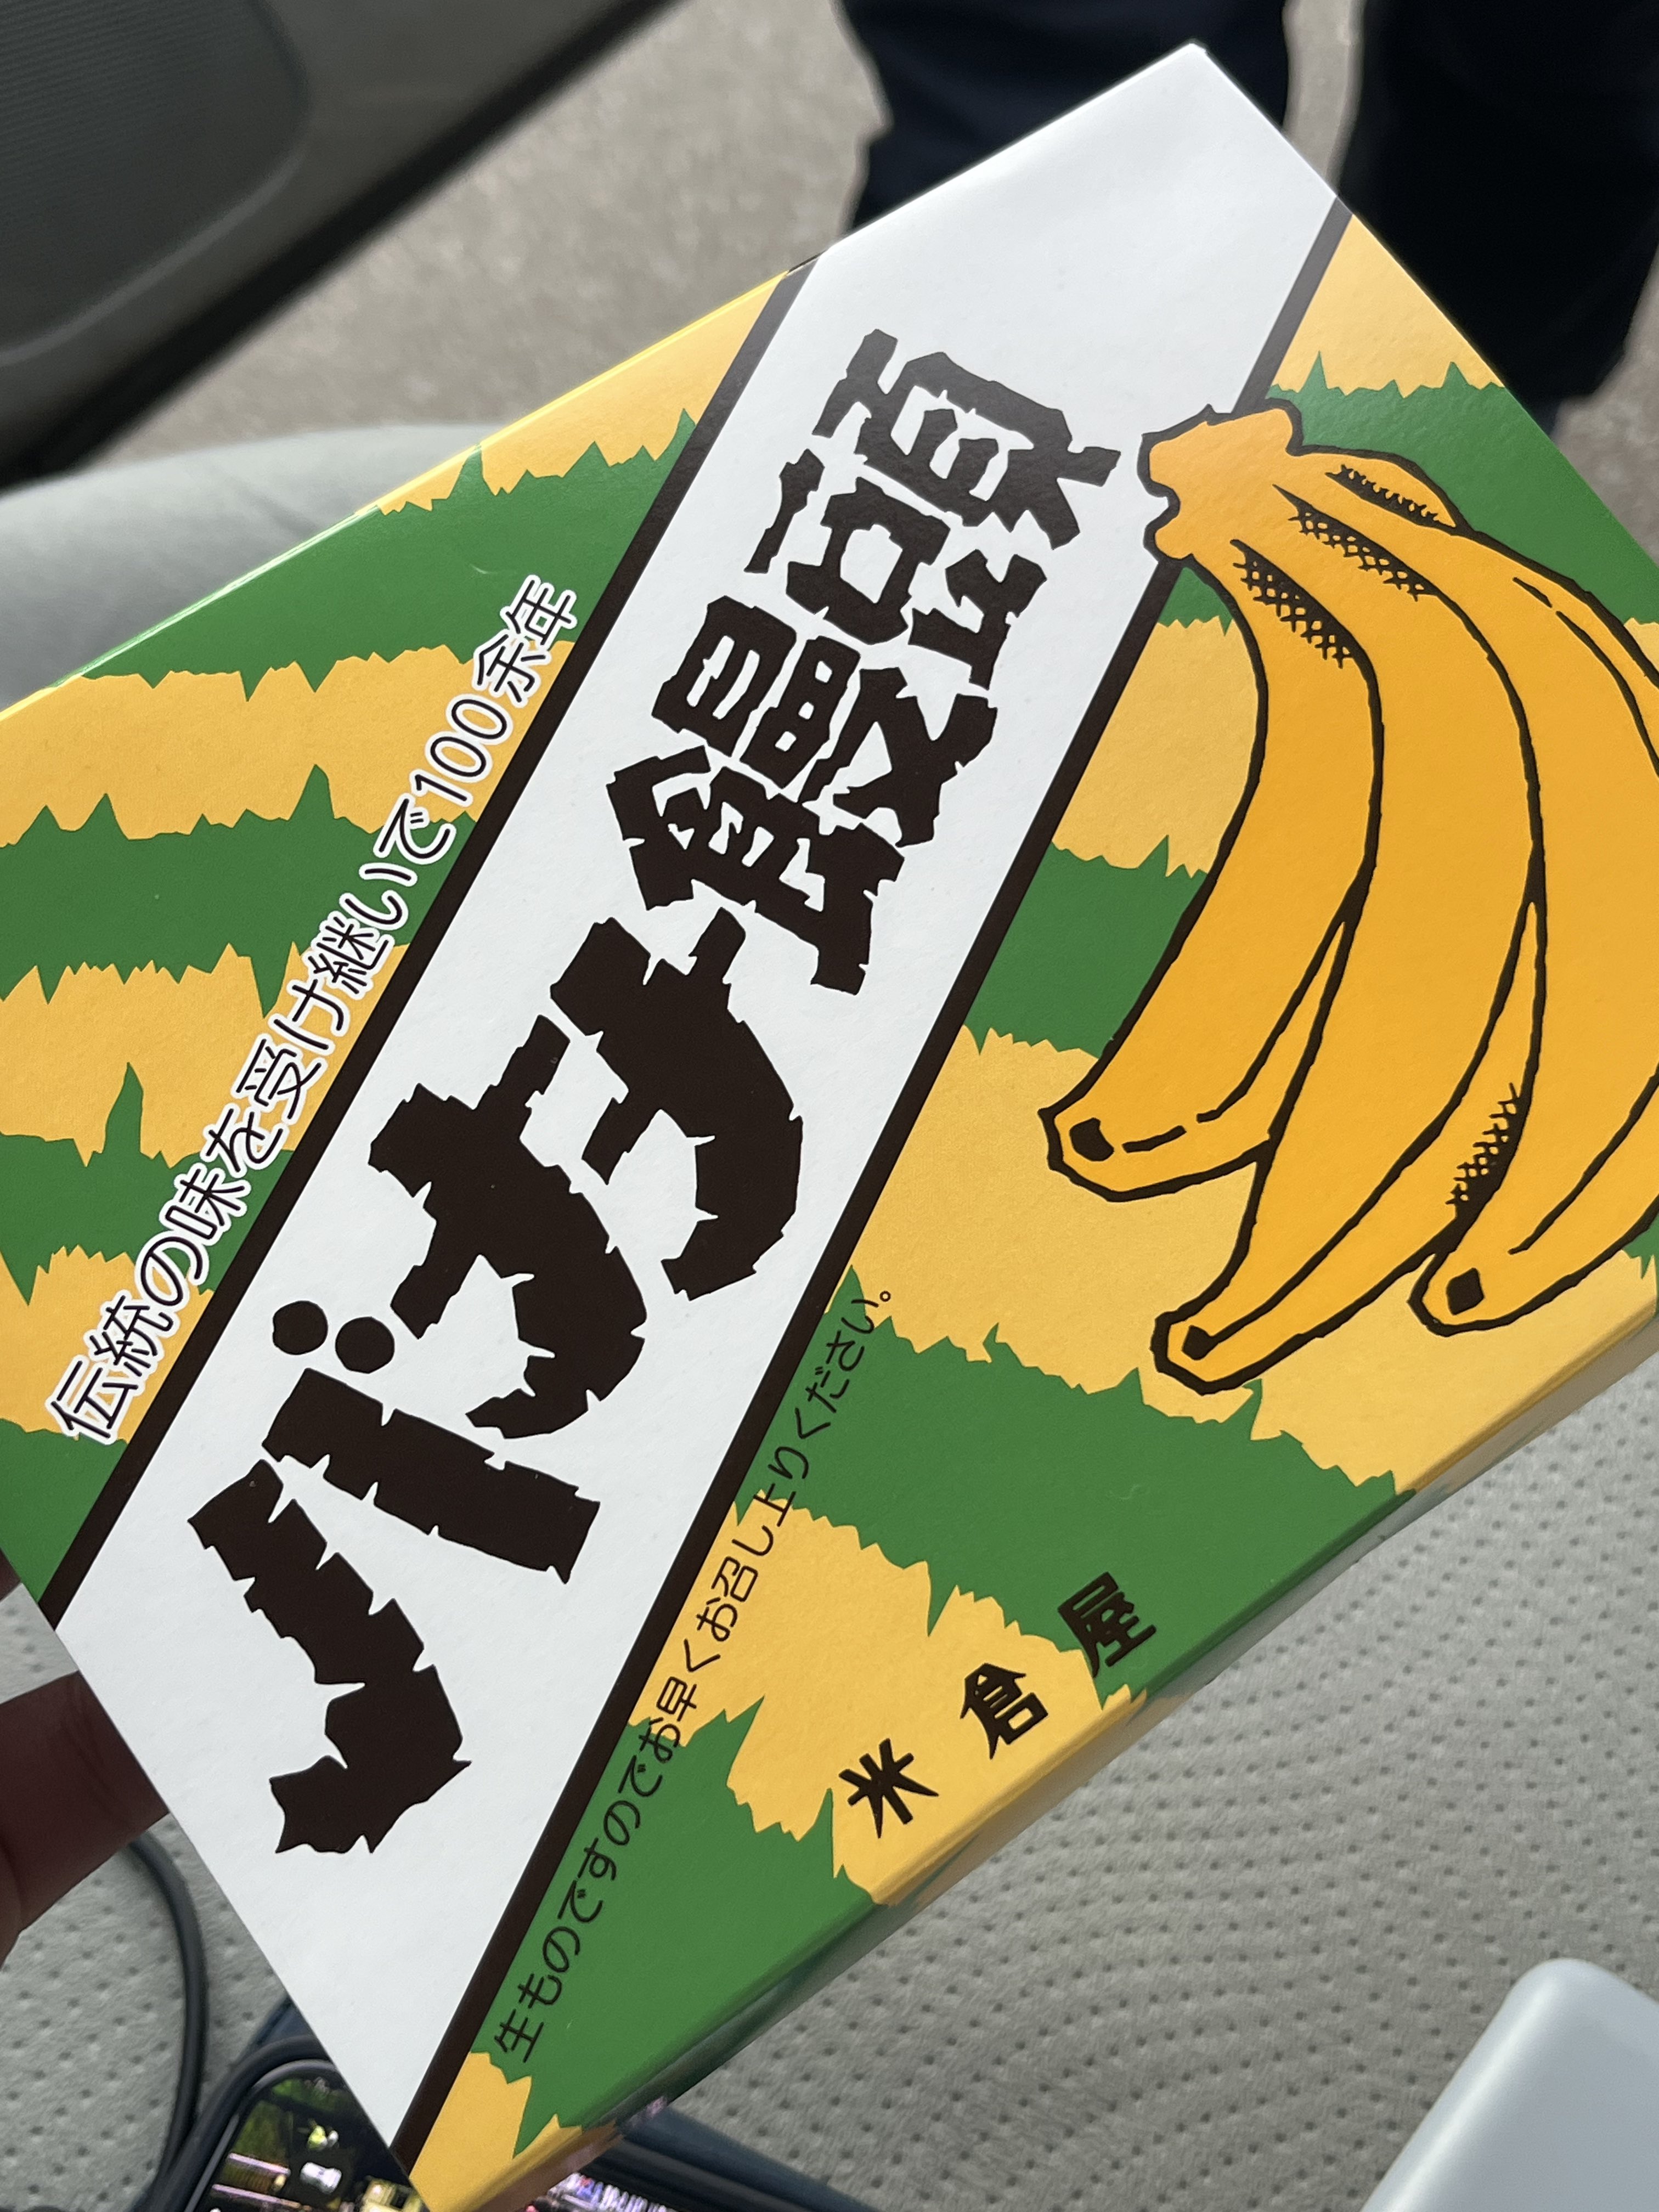 伝統の味を受け継いで100余年
バナナ饅頭
生ものですのでお早くお召し上りください。
米倉屋